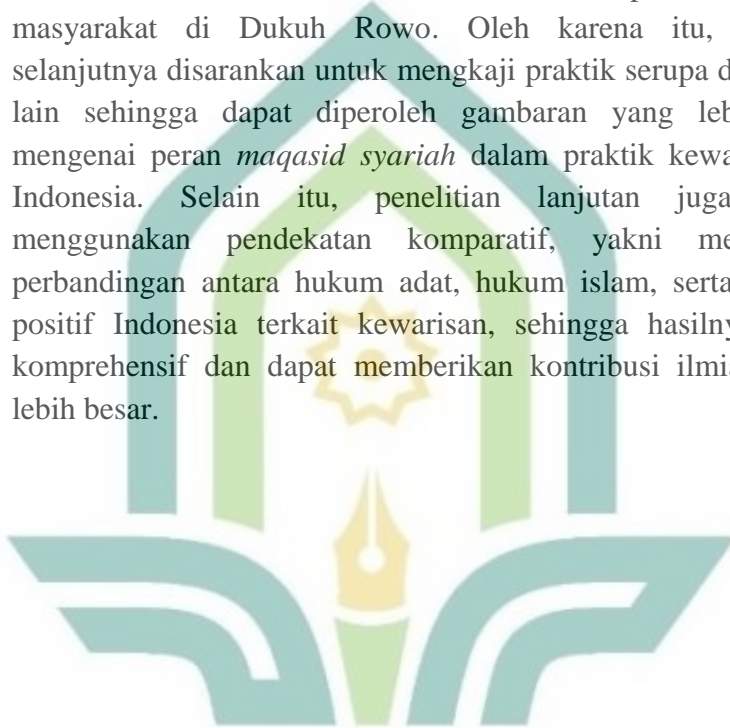 masyarakat di Dukuh Rowo. Oleh karena itu,
selanjutnya disarankan untuk mengkaji praktik serupa d
lain sehingga dapat diperoleh gambaran yang leb
mengenai peran maqasid syariah dalam praktik kewa
Indonesia. Selain itu, penelitian lanjutan juga
menggunakan pendekatan komparatif, yakni me
perbandingan antara hukum adat, hukum islam, serta
positif Indonesia terkait kewarisan, sehingga hasilny
komprehensif dan dapat memberikan kontribusi ilmi
lebih besar.